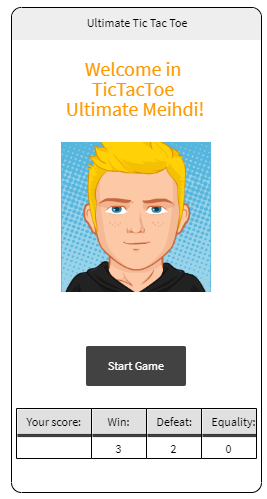 Ultimate Tic Tac Toe
Welcome in
TicTacToe
Ultimate Meihdi!
Start Game
Your score: Win: Defeat: Equality:
3 2 0